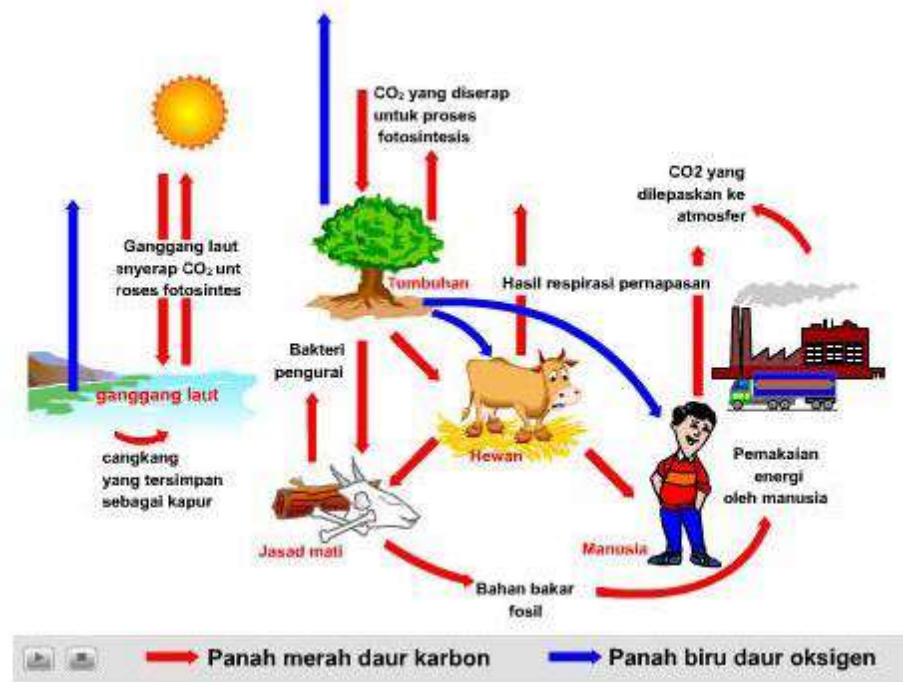 CO₂ yang diserap
untuk proses
fotosintesis
CO2 yang
dilepaskan ke
atmosfer
Ganggang laut
enyerap CO₂ unt
roses fotosintes
Tumbuhan
Hasil respirasi pernapasan
Bakteri
pengurai
ganggang laut
cangkang
yang tersimpan
sebagai kapur
Hewan
Pemakaian
energi
oleh manusia
Jasad mati
Manusia
Bahan bakar
fosil
Panah merah daur karbon
Panah biru daur oksigen